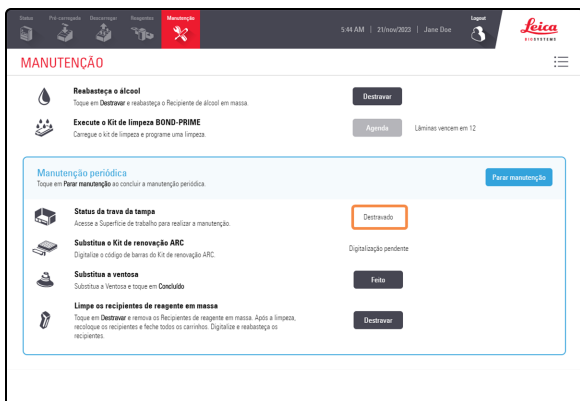 Status Pré-carregada Descarregar Reagentes Manutenção Logout
5:44 AM | 21/nov/2023 | Jane Doe
Leica
BIOSYSTEMS
MANUTENÇÃO
Reabasteça o álcool
Toque em Destravar e reabasteça o Recipiente de álcool em massa.
Destravar
Execute o Kit de limpeza BOND-PRIME
Carregue o kit de limpeza e programe uma limpeza.
Agenda
Lâminas vencem em 12
Manutenção periódica
Toque em Parar manutenção ao concluir a manutenção periódica.
Parar manutenção
Status da trava da tampa
Acesse a Superfície de trabalho para realizar a manutenção.
Destravado
Substitua o Kit de renovação ARC
Digitalize o código de barras do Kit de renovação ARC.
Digitalização pendente
Substitua a ventosa
Substitua a Ventosa e toque em Concluído
Feito
Limpe os recipientes de reagente em massa
Toque em Destravar e remova os Recipientes de reagente em massa. Após a limpeza,
recoloque os recipientes e feche todos os carrinhos. Digitalize e reabasteça os
recipientes.
Destravar